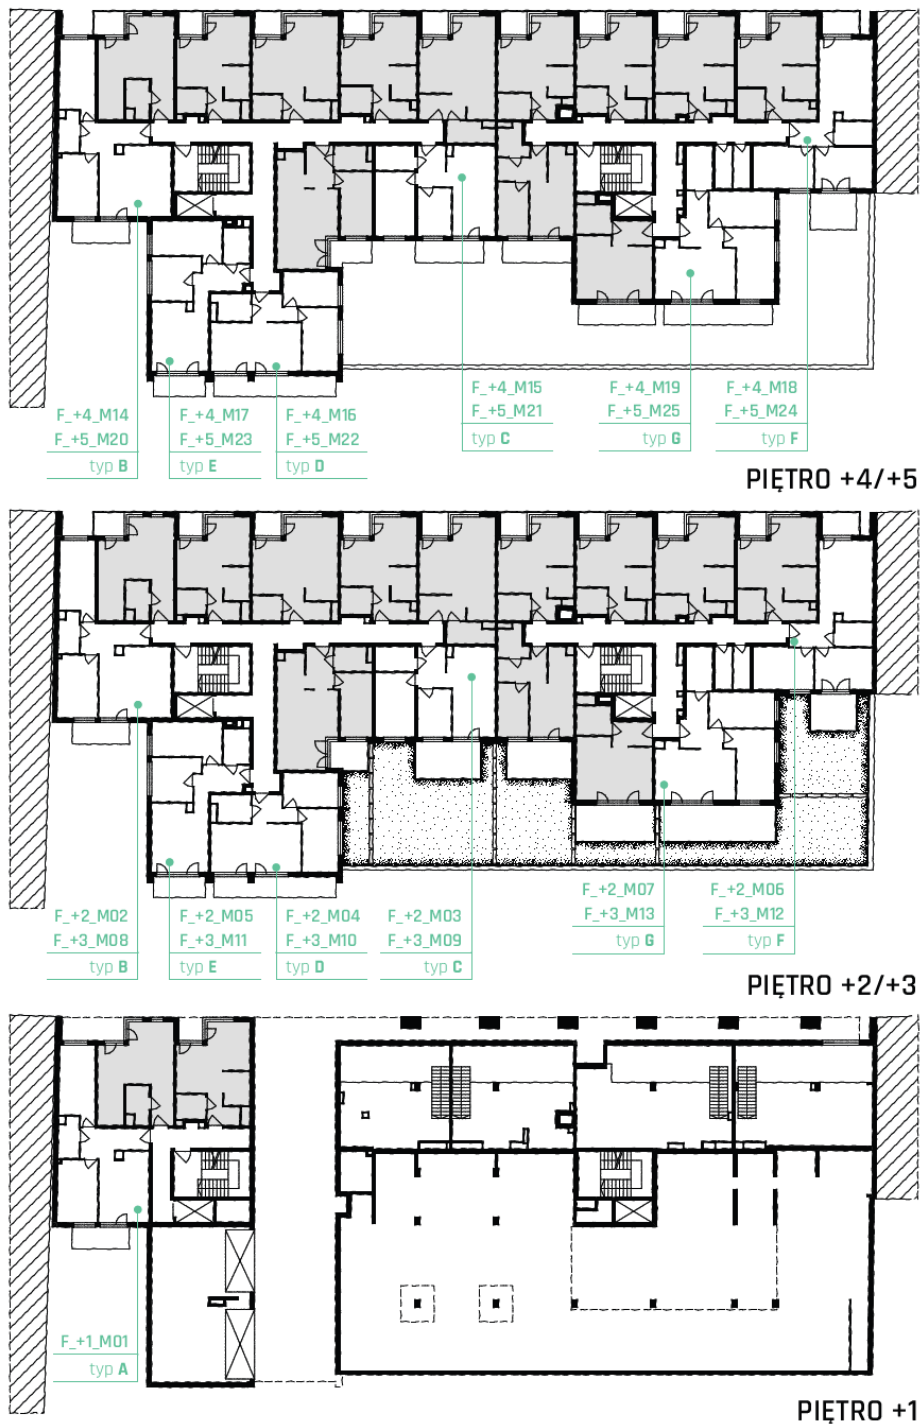 F_+4_M14
F_+5_M20
typ B
F_+4_M17
F_+5_M23
typ E
F_+4_M16
F_+5_M22
typ D
F_+4_M15
F_+5_M21
typ C
F_+4_M19
F_+5_M25
typ G
F_+4_M18
F_+5_M24
typ F
PIĘTRO +4/+5
F_+2_M02
F_+3_M08
typ B
F_+2_M05
F_+3_M11
typ E
F_+2_M04
F_+3_M10
typ D
F_+2_M03
F_+3_M09
typ C
F_+2_M07
F_+3_M13
typ G
F_+2_M06
F_+3_M12
typ F
PIĘTRO +2/+3
F_+1_M01
typ A
PIĘTRO +1